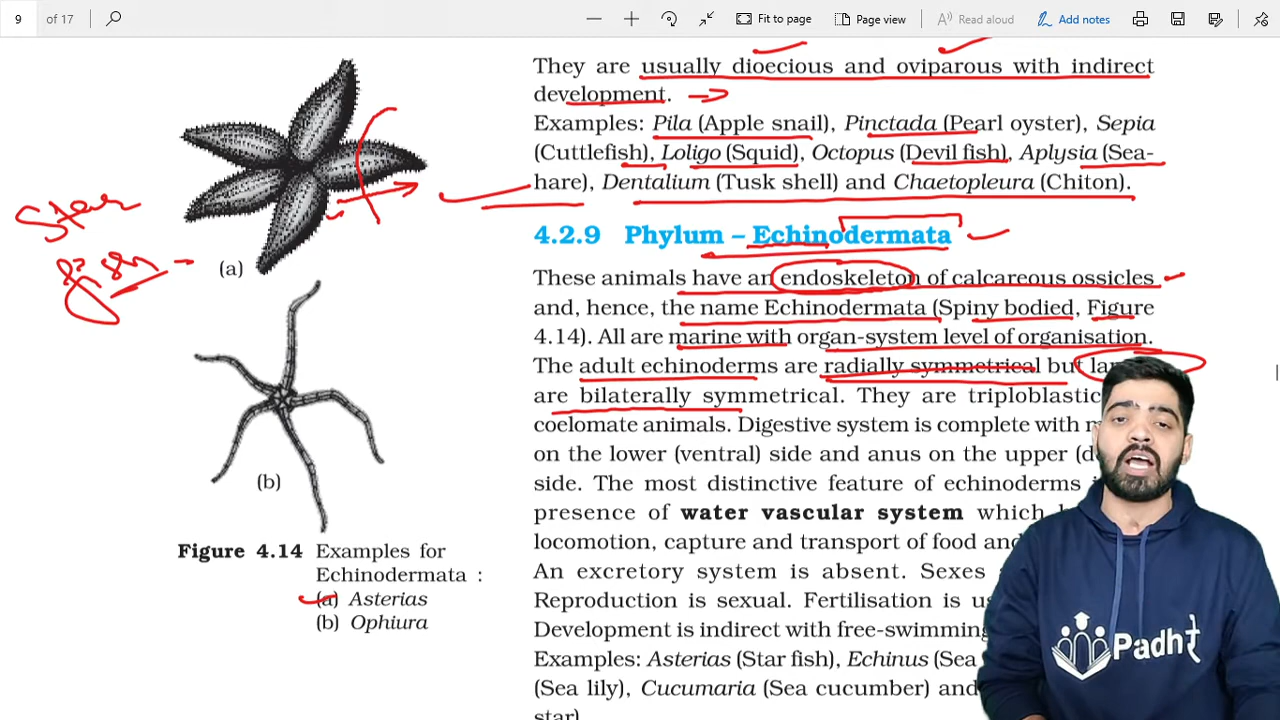 9 of 17 Fit to page Page view Read aloud Add notes
They are usually dioecious and oviparous with indirect
development.
Examples: Pila (Apple snail), Pinctada (Pearl oyster), Sepia
(Cuttlefish), Loligo (Squid), Octopus (Devil fish), Aplysia (Sea-
hare), Dentalium (Tusk shell) and Chaetopleura (Chiton).
Star
fish
(a)
(b)
Figure 4.14 Examples for
Echinodermata :
(a) Asterias
(b) Ophiura
4.2.9 Phylum – Echinodermata
These animals have an endoskeleton of calcareous ossicles
and, hence, the name Echinodermata (Spiny bodied, Figure
4.14). All are marine with organ-system level of organisation.
The adult echinoderms are radially symmetrical but
are bilaterally symmetrical. They are triploblastic
coelomate animals. Digestive system is complete with
on the lower (ventral) side and anus on the upper
side. The most distinctive feature of echinoderms
presence of water vascular system which
locomotion, capture and transport of food and
An excretory system is absent. Sexes
Reproduction is sexual. Fertilisation is
Development is indirect with free-swimming
Examples: Asterias (Star fish), Echinus (Sea
(Sea lily), Cucumaria (Sea cucumber) and
star).
Padhरे